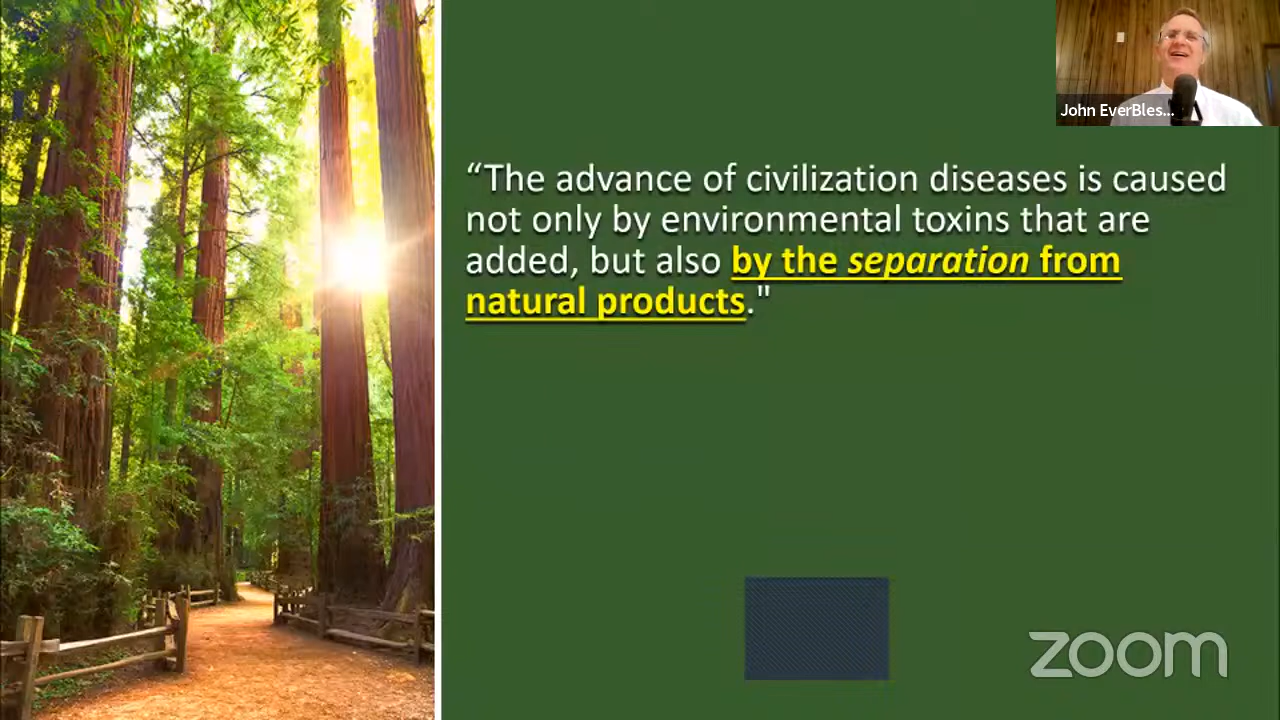 John EverBles...
“The advance of civilization diseases is caused
not only by environmental toxins that are
added, but also by the separation from
natural products."
zoom